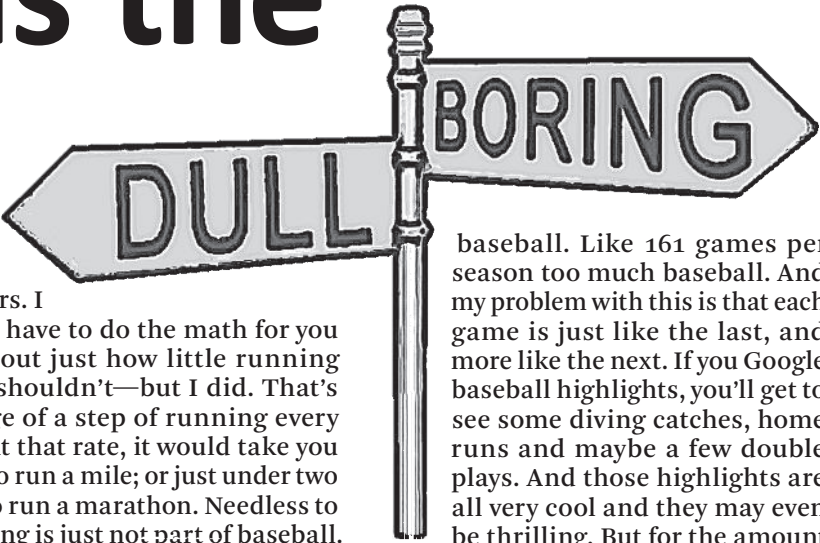 is the
DULL
BORING
rs. I
have to do the math for you
out just how little running
shouldn't—but I did. That's
re of a step of running every
t that rate, it would take you
o run a mile; or just under two
o run a marathon. Needless to
ng is just not part of baseball.
baseball. Like 161 games per
season too much baseball. And
my problem with this is that each
game is just like the last, and
more like the next. If you Google
baseball highlights, you'll get to
see some diving catches, home
runs and maybe a few double
plays. And those highlights are
all very cool and they may even
be thrilling. But for the amount